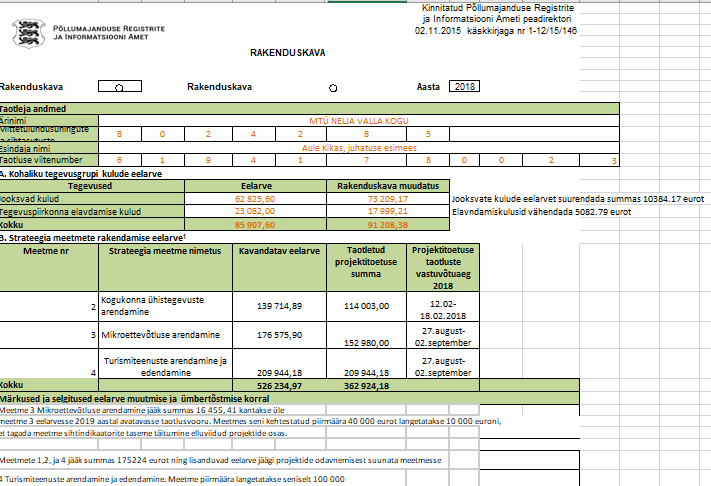 Kinnitatud Põllumajanduse Registrite
ja Informatsiooni Ameti peadirektori
02.11.2015 käskkirjaga nr 1-12/15/146
PÕLLUMAJANDUSE REGISTRITE
JA INFORMATSIOONI AMET
RAKENDUSKAVA
Rakenduskava Rakenduskava Aasta 2018
Taotleja andmed
Ärinimi MTÜ NELJA VALLA KOGU
Mittetulundusühingute 8 0 2 4 2 8 5
Esindaja nimi Aule Kikas, juhatuse esimees
Taotluse viitenumber 6 1 9 4 1 7 8 0 0 2 3
A. Kohaliku tegevusgrupi kulude eelarve
Tegevused Eelarve Rakenduskava muudatus
Jooksvad kulud 62 825,60 73 209,17 Jooksvate kulude eelarvet suurendada summas 10384.17 eurot
Tegevuspiirkonna elavdamise kulud 23 082,00 17 999,21 Elavndamiskulusid vähendada 5082.79 eurot
Kokku 85 907,60 91 208,38
B. Strateegia meetmete rakendamise eelarve¹
Meetme nr Strateegia meetme nimetus Kavandatav eelarve Taotletud projektitoetuse summa Projektitoetuse taotluste vastuvõtuaeg 2018
2 Kogukonna ühistegevuste arendamine 139 714,89 114 003,00 12.02-18.02.2018
3 Mikroettevõtluse arendamine 176 575,90 152 980,00 27.august-02.september
4 Turismiteenuste arendamine ja edendamine 209 944,18 209 944,18 27.august-02.september
Kokku 526 234,97 362 924,18
Märkused ja selgitused eelarve muutmise ja ümbertõstmise korral
Meetme 3 Mikroettevõtluse arendamine jääk summas 16 455, 41 kantakse üle
meetme 3 eelarvesse 2019 aastal avatavasse taotlusvooru. Meetmes seni kehtestatud piirmäära 40 000 eurot langetatakse 10 000 euroni,
et tagada meetme sihtindikaatorite taseme täitumine elluviidud projektide osas.
Meetmete 1,2, ja 4 jääk summas 175224 eurot ning lisanduvad eelarve jäägi projektide odavnemisest suunata meetmesse
4 Turismiteenuste arendamine ja edendamine. Meetme piirmäära langetatakse seniselt 100 000